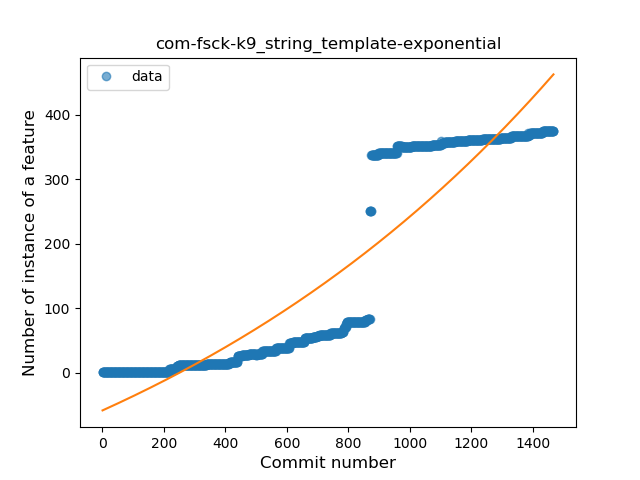 com-fsck-k9_string_template-exponential
data
Number of instance of a feature
400
300
200
100
0
0 200 400 600 800 1000 1200 1400
Commit number